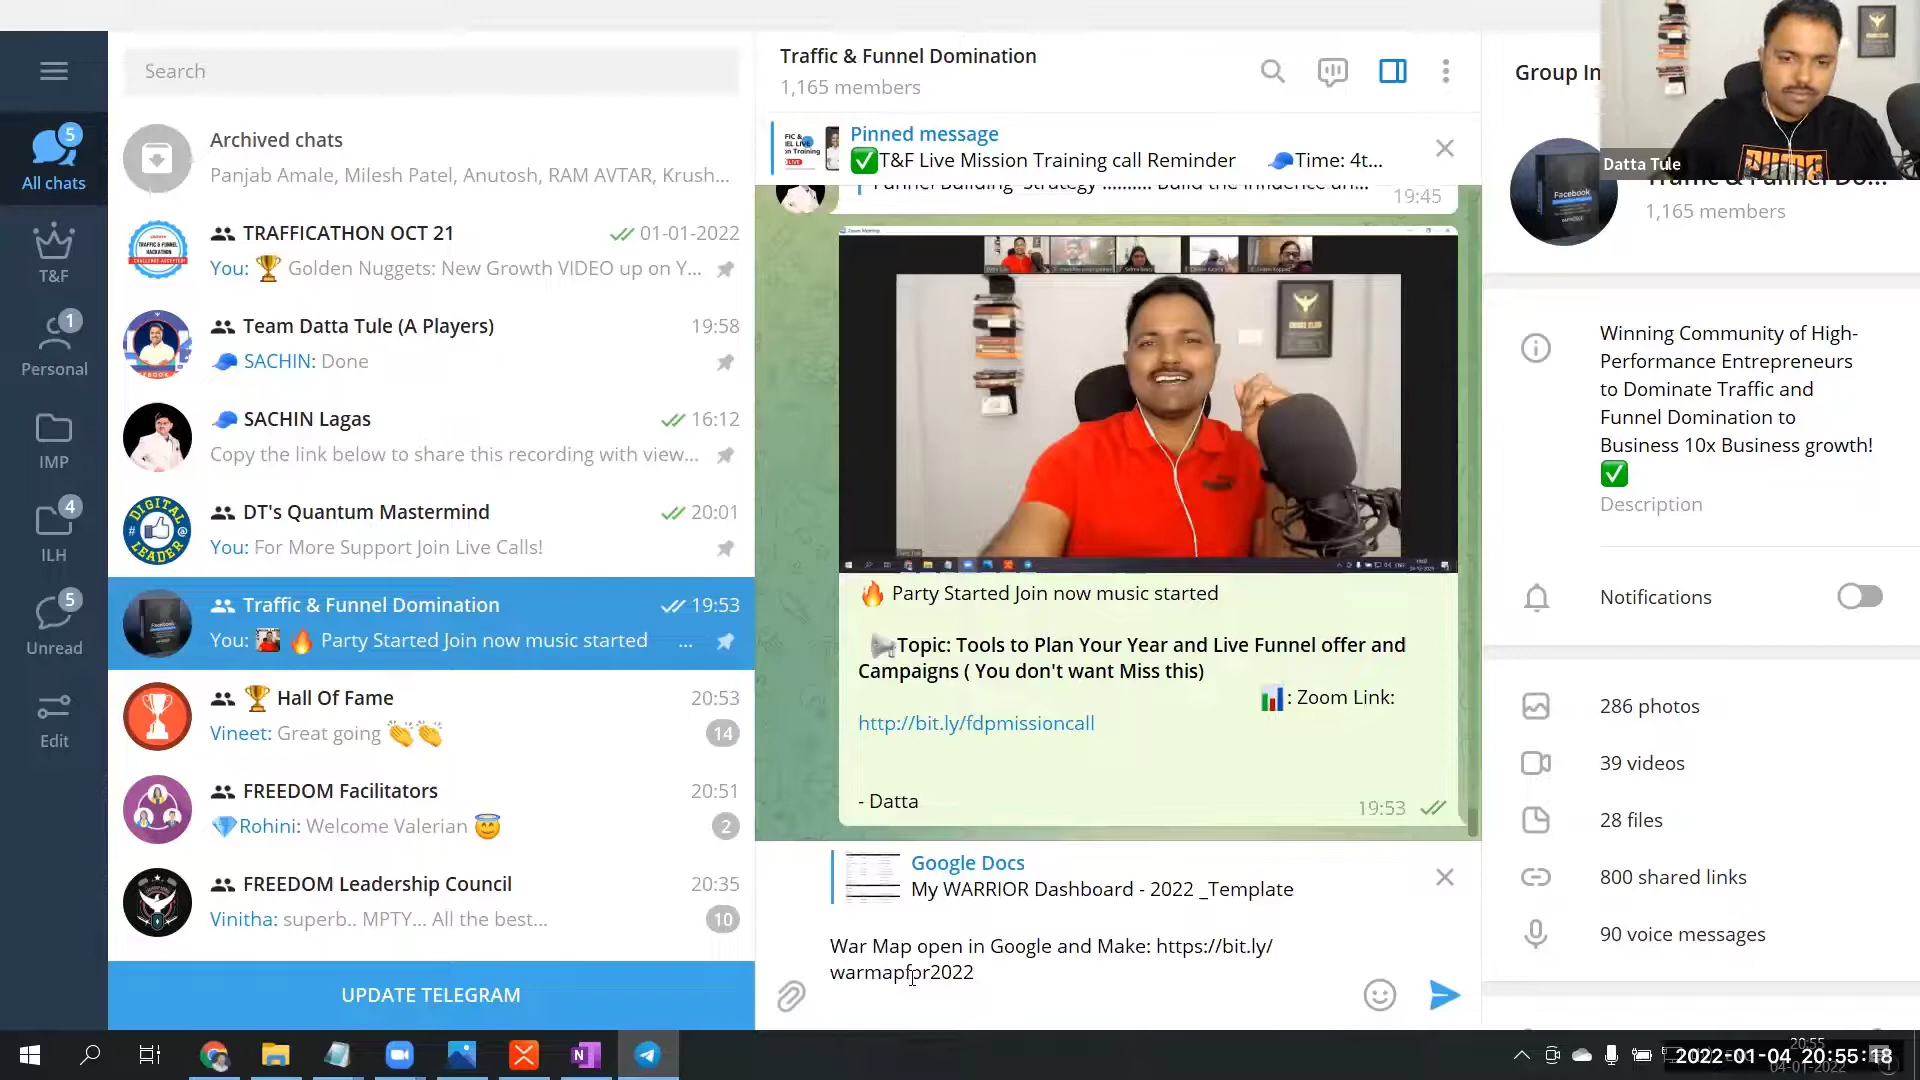 Search
5
All chats
T&F
1
Personal
IMP
4
ILH
5
Unread
Edit
Archived chats
Panjab Amale, Milesh Patel, Anutosh, RAM AVTAR, Krush...
TRAFFICATHON OCT 21
01-01-2022
You: 🏆 Golden Nuggets: New Growth VIDEO up on Y...
Team Datta Tule (A Players)
19:58
SACHIN: Done
SACHIN Lagas
16:12
Copy the link below to share this recording with view...
DT's Quantum Mastermind
20:01
You: For More Support Join Live Calls!
Traffic & Funnel Domination
19:53
You: 🔥 Party Started Join now music started ...
🏆 Hall Of Fame
20:53
Vineet: Great going 👏👏
14
FREEDOM Facilitators
20:51
💎Rohini: Welcome Valerian 😇
2
FREEDOM Leadership Council
20:35
Vinitha: superb.. MPTY... All the best...
10
UPDATE TELEGRAM
Traffic & Funnel Domination
1,165 members
Pinned message
✅T&F Live Mission Training call Reminder 🧢Time: 4t...
19:45
🔥 Party Started Join now music started
📢Topic: Tools to Plan Your Year and Live Funnel offer and
Campaigns ( You don't want Miss this)
📊: Zoom Link:
http://bit.ly/fdpmissioncall
- Datta
19:53
Google Docs
My WARRIOR Dashboard - 2022 _Template
War Map open in Google and Make: https://bit.ly/
warmapfor2022
Group In
Datta Tule
1,165 members
Winning Community of High-
Performance Entrepreneurs
to Dominate Traffic and
Funnel Domination to
Business 10x Business growth!
✅
Description
Notifications
286 photos
39 videos
28 files
800 shared links
90 voice messages
2022-01-04 20:55:18